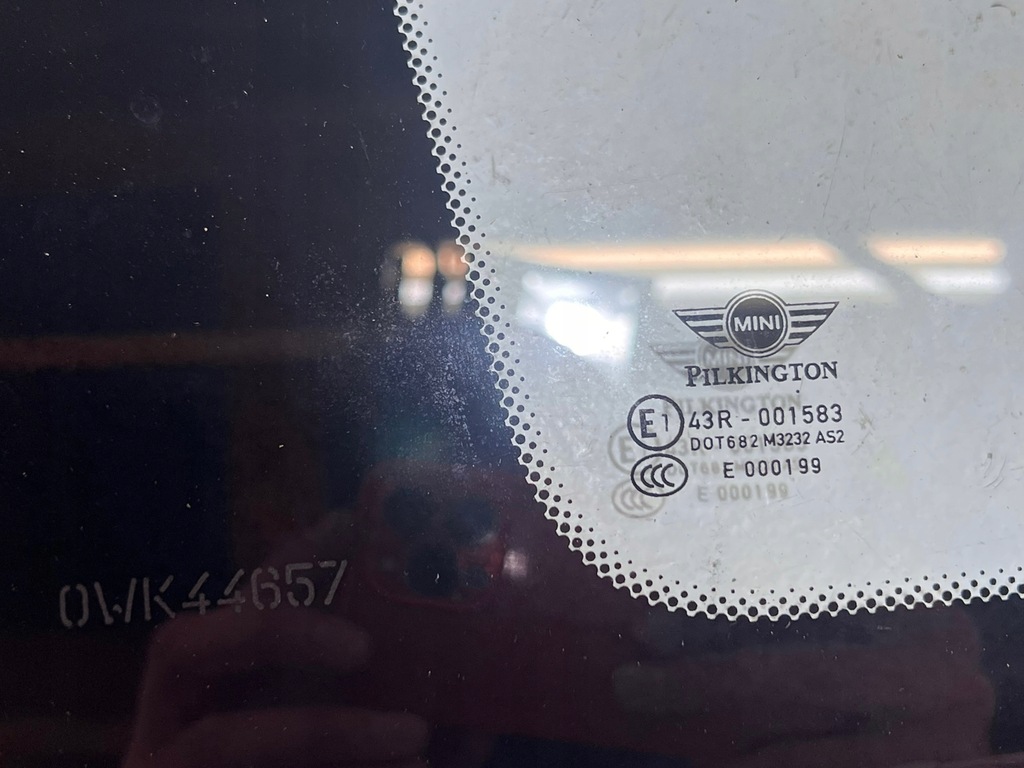 MINI
PILKINGTON
E1 43R - 001583
DOT682 M3232 AS2
CCC E 000199
0WK44657